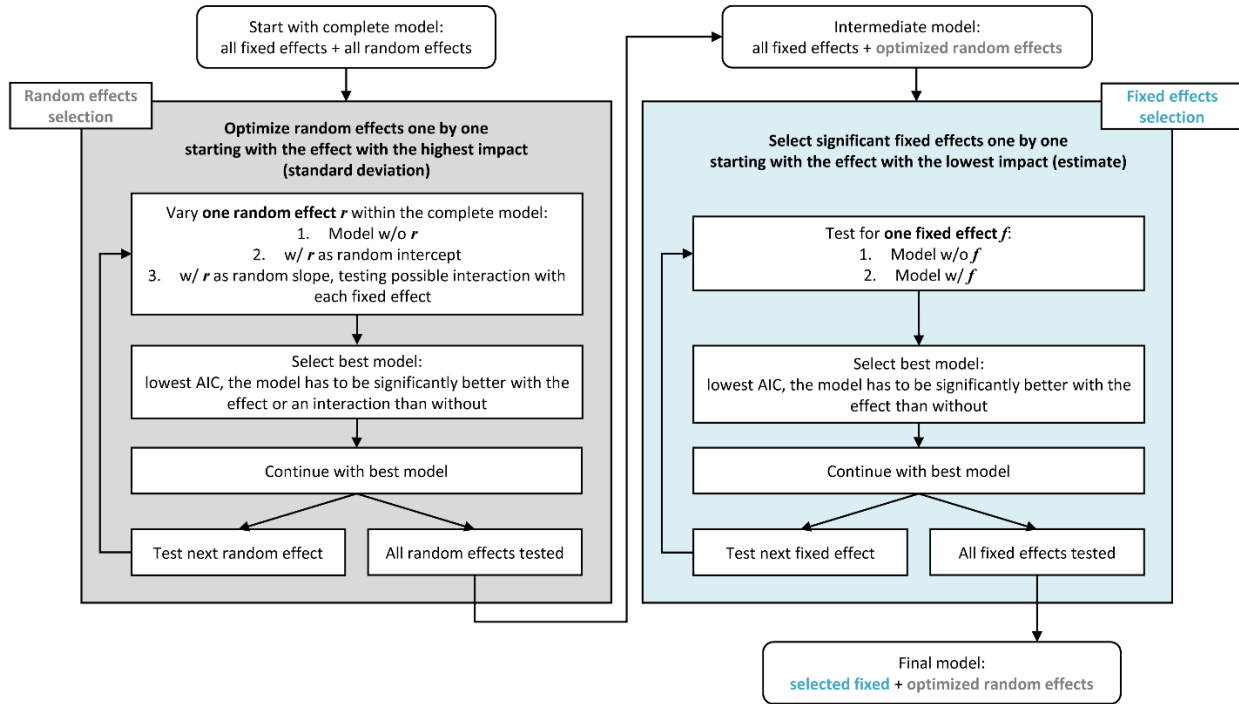 Start with complete model:
all fixed effects + all random effects
Random effects
selection
Optimize random effects one by one
starting with the effect with the highest impact
(standard deviation)
Vary one random effect r within the complete model:
1. Model w/o r
2. w/ r as random intercept
3. w/ r as random slope, testing possible interaction with
each fixed effect
Select best model:
lowest AIC, the model has to be significantly better with the
effect or an interaction than without
Continue with best model
Test next random effect
All random effects tested
Intermediate model:
all fixed effects + optimized random effects
Fixed effects
selection
Select significant fixed effects one by one
starting with the effect with the lowest impact (estimate)
Test for one fixed effect f:
1. Model w/o f
2. Model w/ f
Select best model:
lowest AIC, the model has to be significantly better with the
effect than without
Continue with best model
Test next fixed effect
All fixed effects tested
Final model:
selected fixed + optimized random effects